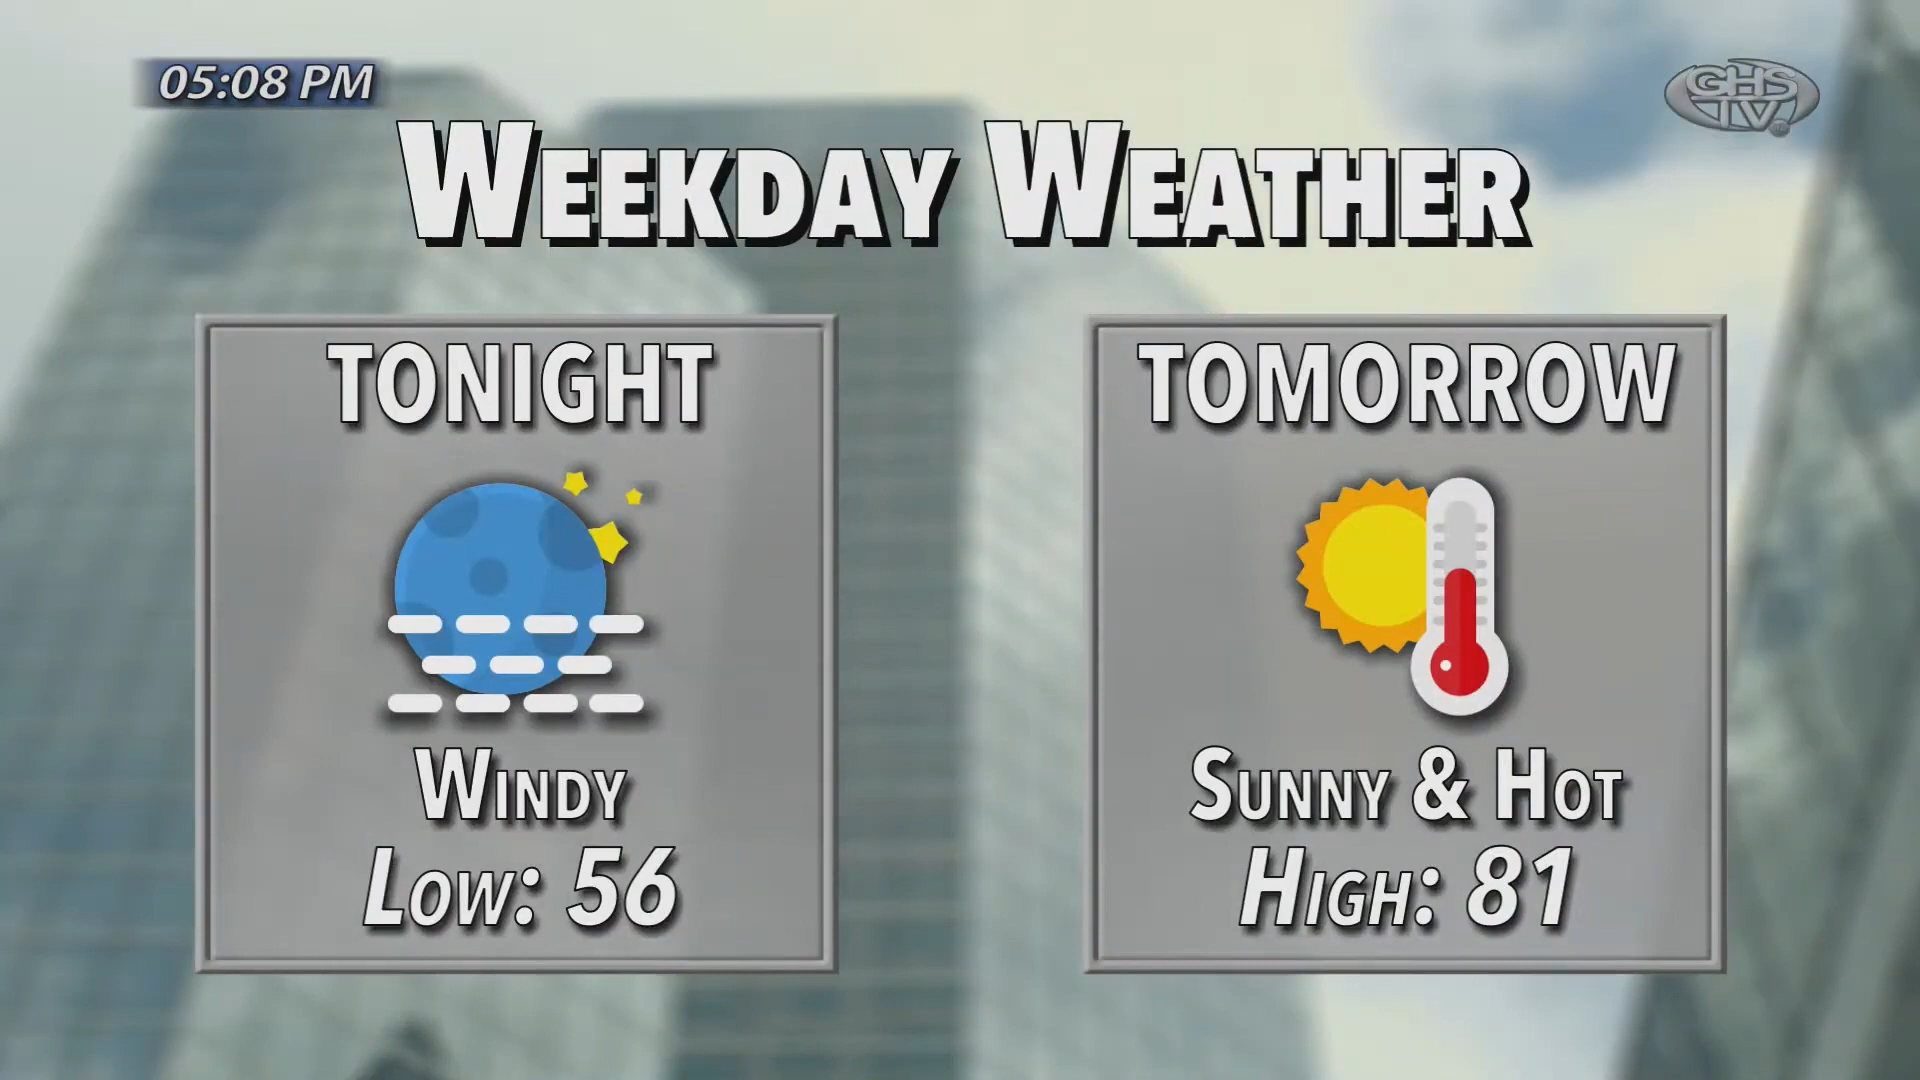 05:08 PM
GHS
TV
WEEKDAY WEATHER
TONIGHT
WINDY
LOW: 56
TOMORROW
SUNNY & HOT
HIGH: 81